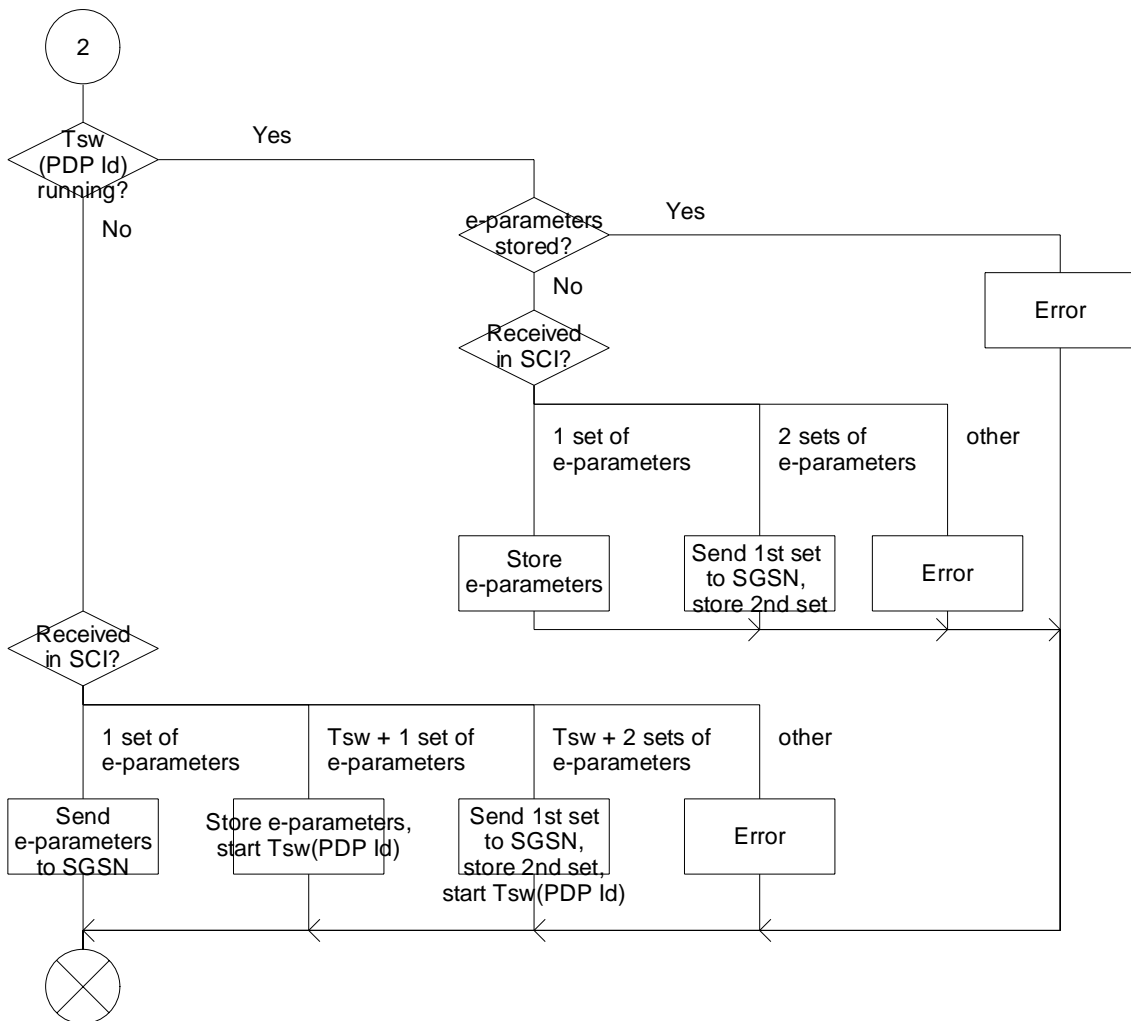 2
Tsw
(PDP Id)
running?
Yes
No
e-parameters
stored?
Yes
No
Error
Received
in SCI?
1 set of
e-parameters
2 sets of
e-parameters
other
Store
e-parameters
Send 1st set
to SGSN,
store 2nd set
Error
Received
in SCI?
1 set of
e-parameters
Tsw + 1 set of
e-parameters
Tsw + 2 sets of
e-parameters
other
Send
e-parameters
to SGSN
Store e-parameters,
start Tsw(PDP Id)
Send 1st set
to SGSN,
store 2nd set,
start Tsw(PDP Id)
Error